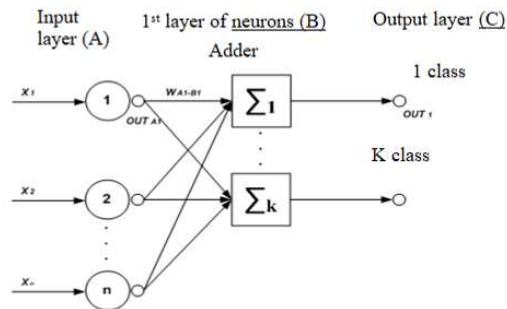 Input layer (A)
1st layer of neurons (B)
Adder
Output layer (C)
1 class
X1
1
OUT A1
WA1-B1
∑1
OUT 1
K class
X2
2
∑k
Xn
n